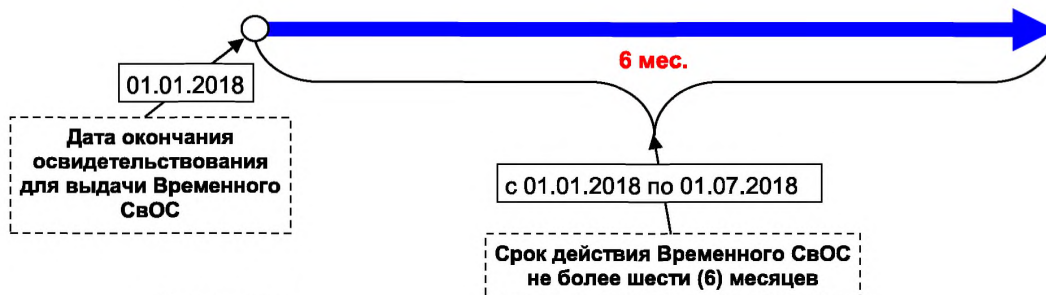 6 мес.
01.01.2018
Дата окончания
освидетельствования
для выдачи Временного
СвОС
с 01.01.2018 по 01.07.2018
Срок действия Временного СвОС
не более шести (6) месяцев